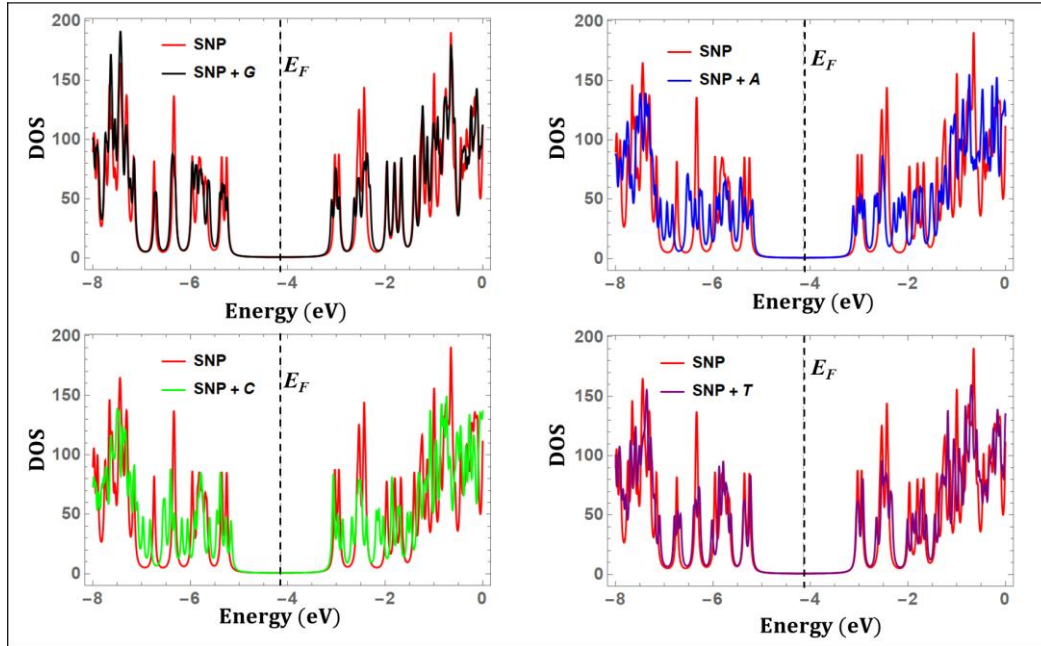 SNP
SNP + G
E_F
200
150
100
50
0
DOS
−8
−6
−4
−2
0
Energy (eV)
SNP
SNP + A
E_F
200
150
100
50
0
DOS
−8
−6
−4
−2
0
Energy (eV)
SNP
SNP + C
E_F
200
150
100
50
0
DOS
−8
−6
−4
−2
0
Energy (eV)
SNP
SNP + T
E_F
200
150
100
50
0
DOS
−8
−6
−4
−2
0
Energy (eV)